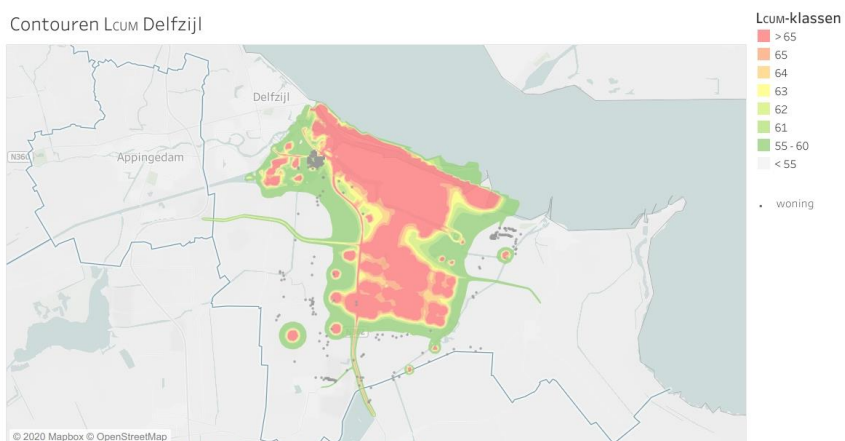 Contouren LCUM Delfzijl
LCUM-klassen
> 65
65
64
63
62
61
55 - 60
< 55
woning
Delfzijl
Appingedam
N360
© 2020 Mapbox © OpenStreetMap